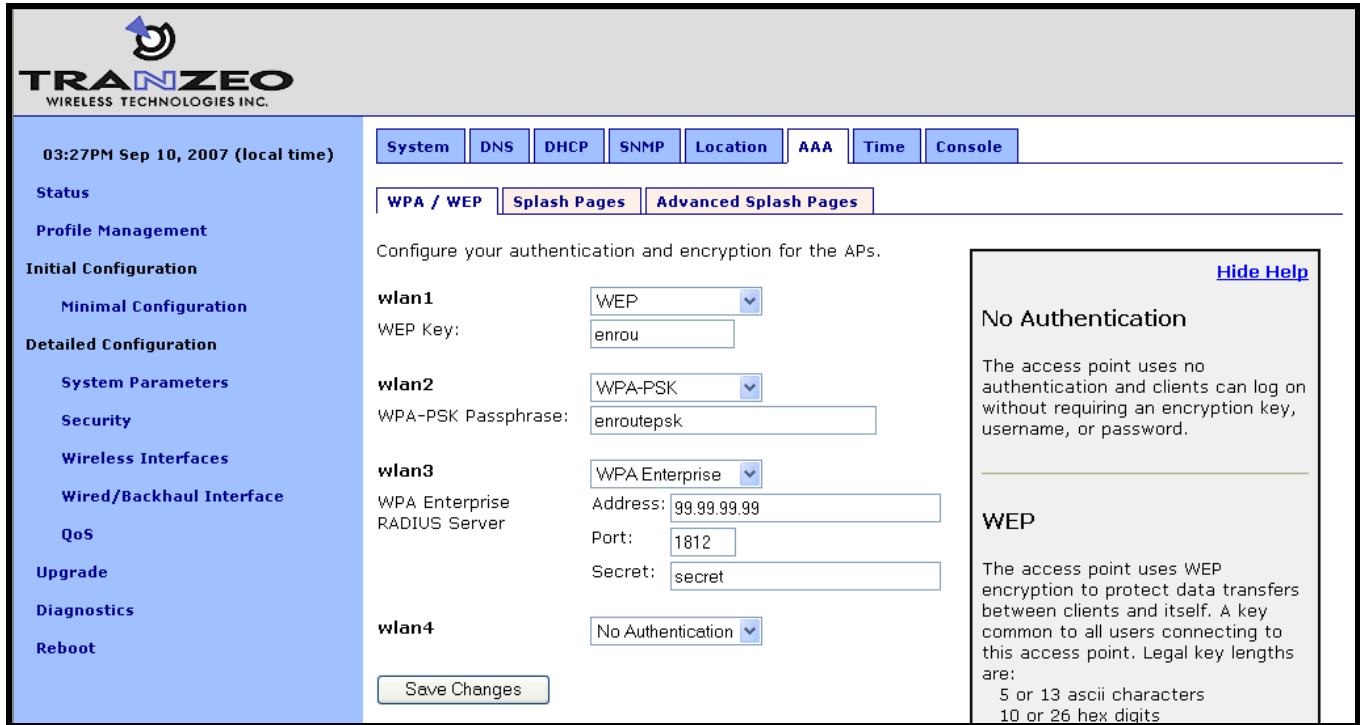 TRANZEO
WIRELESS TECHNOLOGIES INC.
03:27PM Sep 10, 2007 (local time)
Status
Profile Management
Initial Configuration
Minimal Configuration
Detailed Configuration
System Parameters
Security
Wireless Interfaces
Wired/Backhaul Interface
QoS
Upgrade
Diagnostics
Reboot
System DNS DHCP SNMP Location AAA Time Console
WPA / WEP Splash Pages Advanced Splash Pages
Configure your authentication and encryption for the APs.
wlan1 WEP
WEP Key: enrou
wlan2 WPA-PSK
WPA-PSK Passphrase: enroutepsk
wlan3 WPA Enterprise
WPA Enterprise Address: 99.99.99.99
RADIUS Server
Port: 1812
Secret: secret
wlan4 No Authentication
Save Changes
Hide Help
No Authentication
The access point uses no
authentication and clients can log on
without requiring an encryption key,
username, or password.
WEP
The access point uses WEP
encryption to protect data transfers
between clients and itself. A key
common to all users connecting to
this access point. Legal key lengths
are:
5 or 13 ascii characters
10 or 26 hex digits